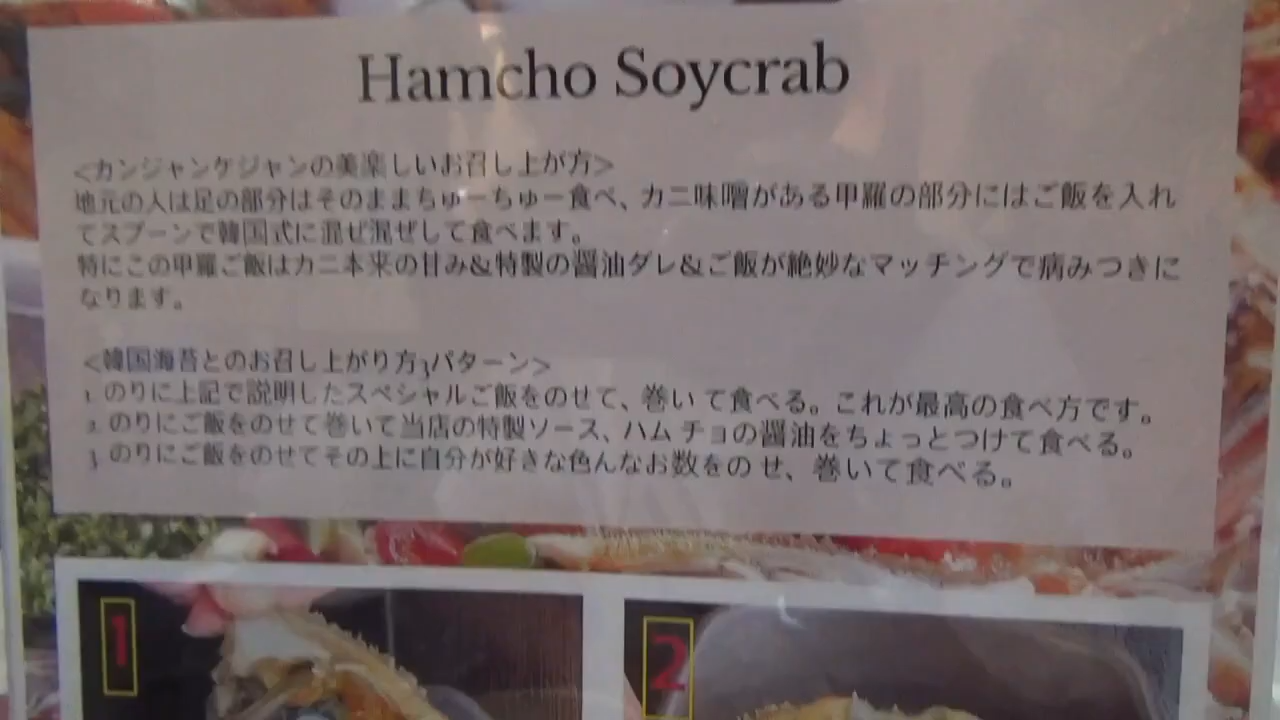 Hamcho Soycrab
<カンジャンケジャンの美楽しいお召し上が方>
地元の人は足の部分はそのままちゅーちゅー食べ、カニ味噌がある甲羅の部分にはご飯を入れ
てスプーンで韓国式に混ぜ混ぜして食べます。
特にこの甲羅ご飯はカニ本来の甘み&特製の醤油ダレ&ご飯が絶妙なマッチングで病みつきに
なります。
<韓国海苔とのお召し上がり方3パターン>
1. のりに上記で説明したスペシャルご飯をのせて、巻いて食べる。これが最高の食べ方です。
2. のりにご飯をのせて巻いて当店の特製ソース、ハムチョの醤油をちょっとつけて食べる。
3. のりにご飯をのせてその上に自分が好きな色んなお数をのせ、巻いて食べる。
1
2